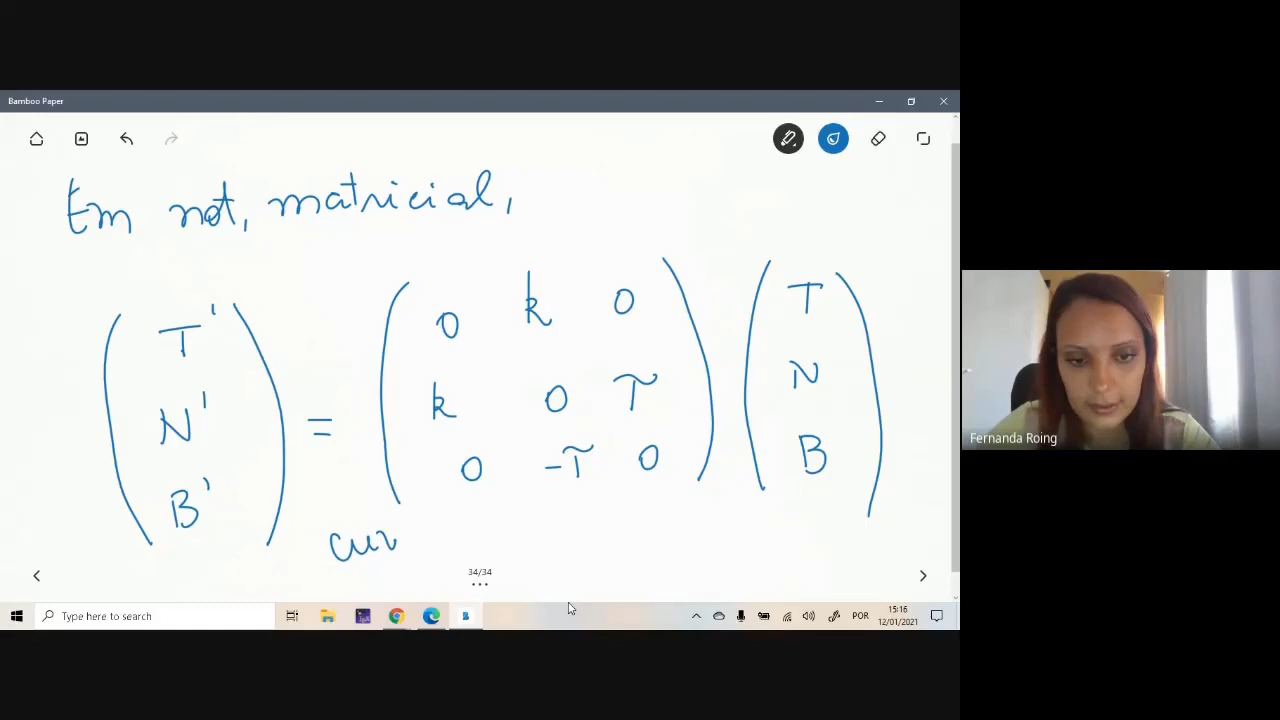 Bamboo Paper
Em not, matricial,
T' 0 k 0 T
N' = k 0 τ N
B' 0 -τ 0 B
cur
34/34
Fernanda Roing
Type here to search
B
POR
15:16
12/01/2021